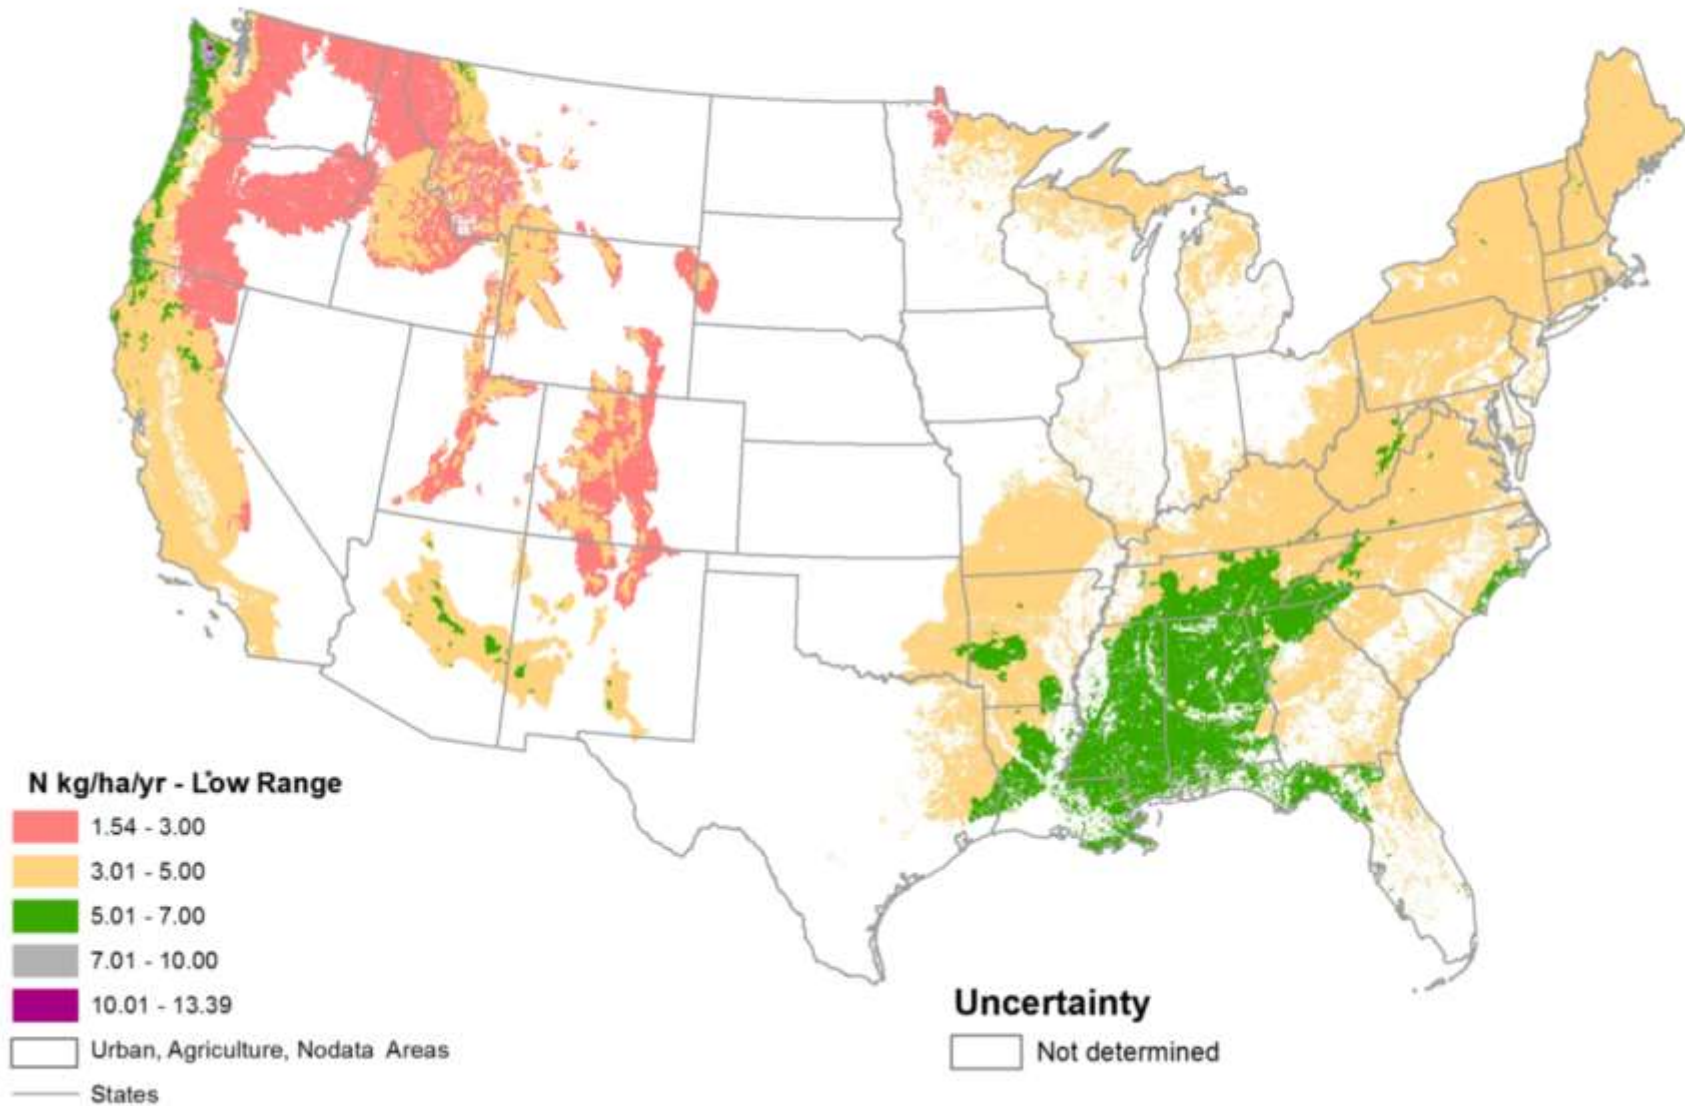 N kg/ha/yr - Low Range
1.54 - 3.00
3.01 - 5.00
5.01 - 7.00
7.01 - 10.00
10.01 - 13.39
Urban, Agriculture, Nodata Areas
States
Uncertainty
Not determined